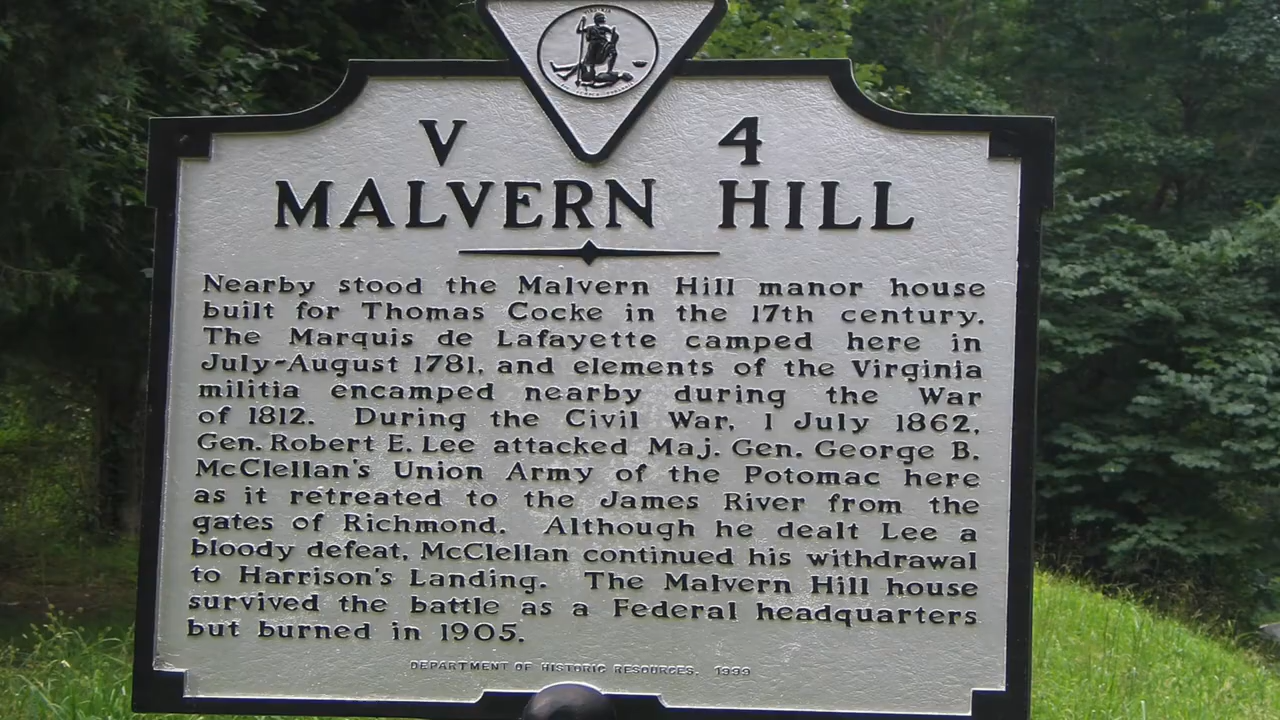 V 4
MALVERN HILL
Nearby stood the Malvern Hill manor house
built for Thomas Cocke in the 17th century.
The Marquis de Lafayette camped here in
July-August 1781, and elements of the Virginia
militia encamped nearby during the War
of 1812. During the Civil War, 1 July 1862,
Gen. Robert E. Lee attacked Maj. Gen. George B.
McClellan's Union Army of the Potomac here
as it retreated to the James River from the
gates of Richmond. Although he dealt Lee a
bloody defeat, McClellan continued his withdrawal
to Harrison's Landing. The Malvern Hill house
survived the battle as a Federal headquarters
but burned in 1905.
DEPARTMENT OF HISTORIC RESOURCES, 1999